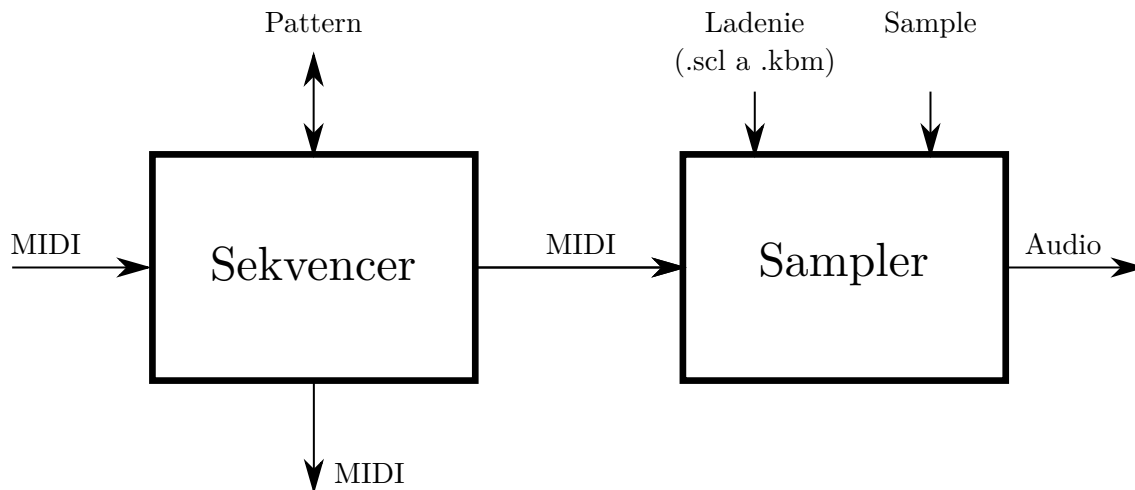 Pattern
Ladenie
(.scl a .kbm)
Sample
MIDI
Sekvencer
MIDI
Sampler
Audio
MIDI